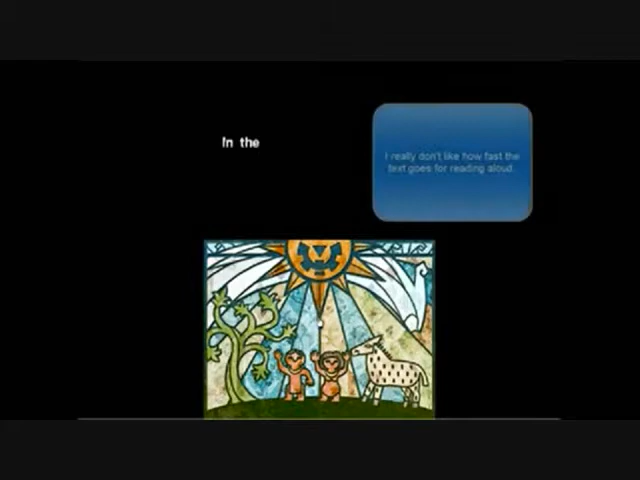 In the
I really don't like how fast the
text goes for reading aloud.